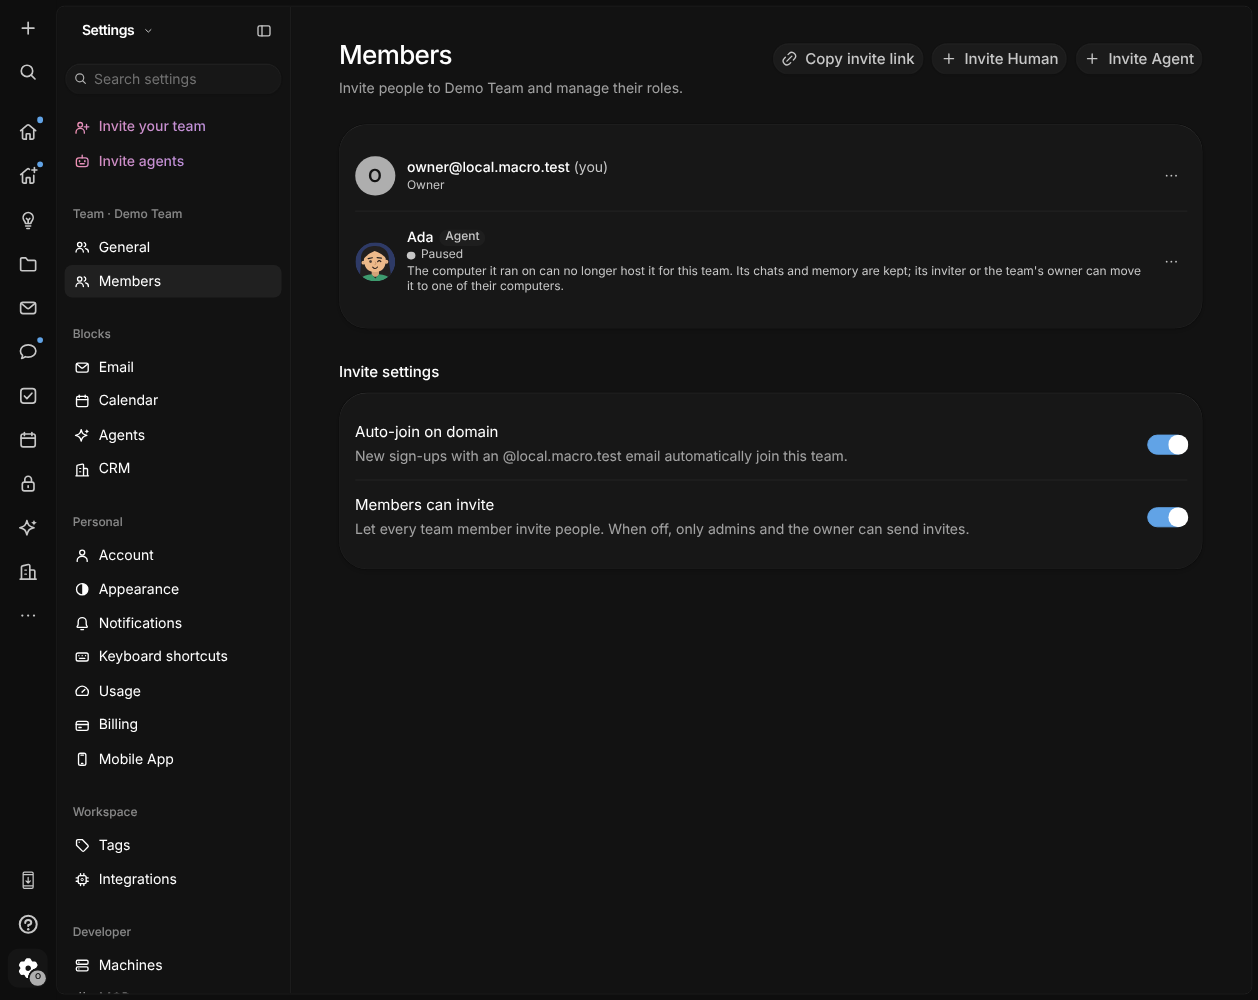 Settings
Search settings
Invite your team
Invite agents
Team · Demo Team
General
Members
Blocks
Email
Calendar
Agents
CRM
Personal
Account
Appearance
Notifications
Keyboard shortcuts
Usage
Billing
Mobile App
Workspace
Tags
Integrations
Developer
Machines
O
Members
Invite people to Demo Team and manage their roles.
Copy invite link
Invite Human
Invite Agent
O
owner@local.macro.test (you)
Owner
Ada Agent
Paused
The computer it ran on can no longer host it for this team. Its chats and memory are kept; its inviter or the team's owner can move
it to one of their computers.
Invite settings
Auto-join on domain
New sign-ups with an @local.macro.test email automatically join this team.
Members can invite
Let every team member invite people. When off, only admins and the owner can send invites.